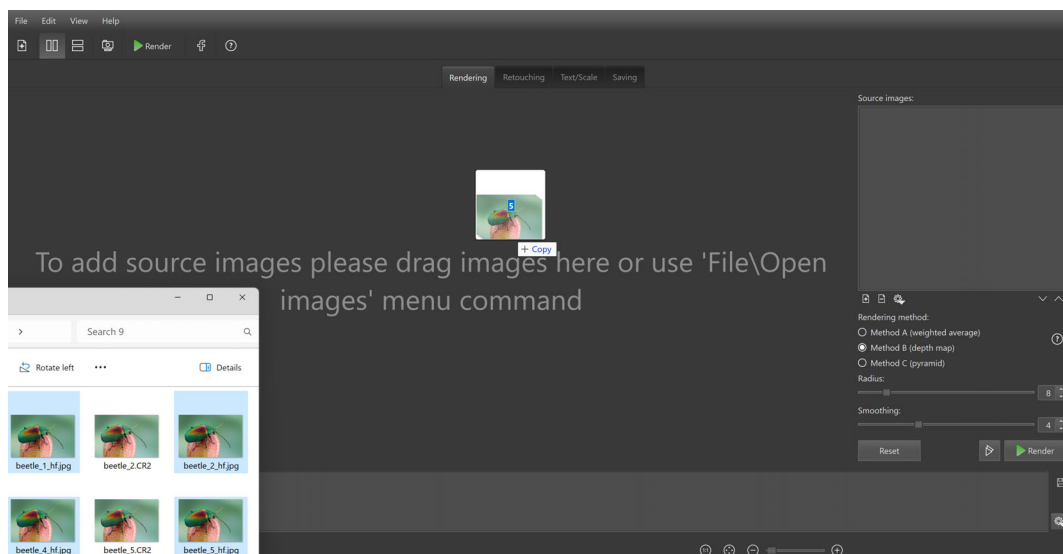 File Edit View Help
Render
Rendering Retouching Text/Scale Saving
Source images:
5
+ Copy
To add source images please drag images here or use 'File\Open
images' menu command
Search 9
Rotate left
Details
beetle_1_hf.jpg beetle_2.CR2 beetle_2_hf.jpg
beetle_4_hf.jpg beetle_5.CR2 beetle_5_hf.jpg
Rendering method:
Method A (weighted average)
Method B (depth map)
Method C (pyramid)
Radius:
8
Smoothing:
4
Reset Render
1:1